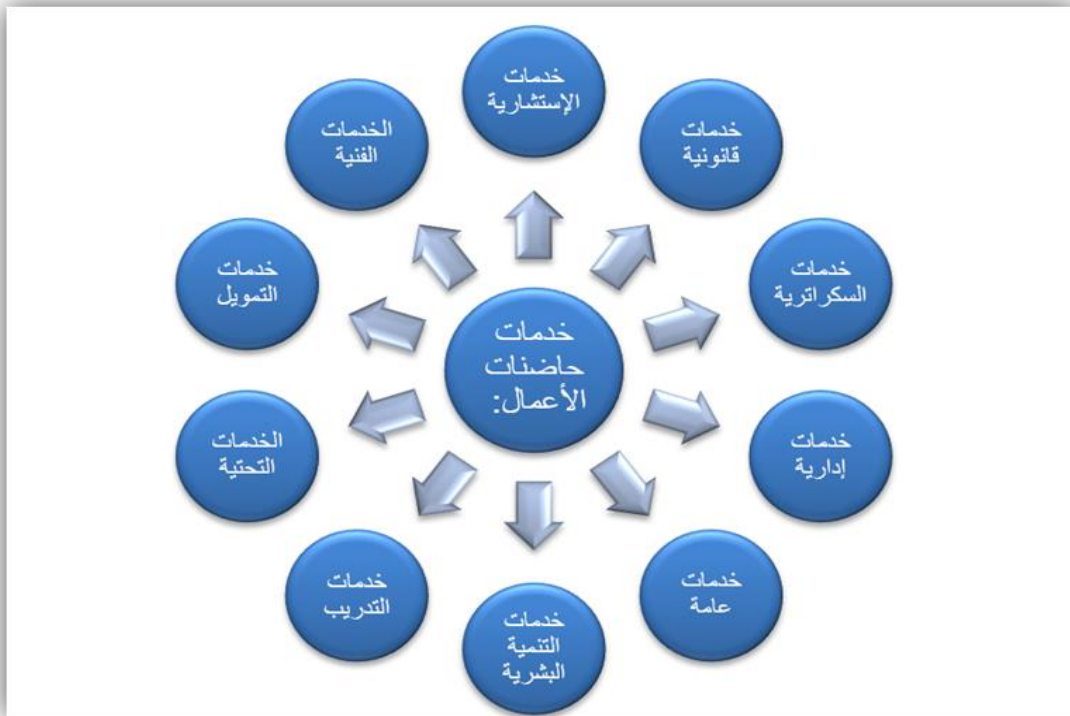 خدمات
حاضنات
الأعمال:
خدمات
الإستشارية
خدمات
قانونية
خدمات
السكراترية
خدمات
إدارية
خدمات
عامة
خدمات
التنمية
البشرية
خدمات
التدريب
الخدمات
التحتية
خدمات
التمويل
الخدمات
الفنية